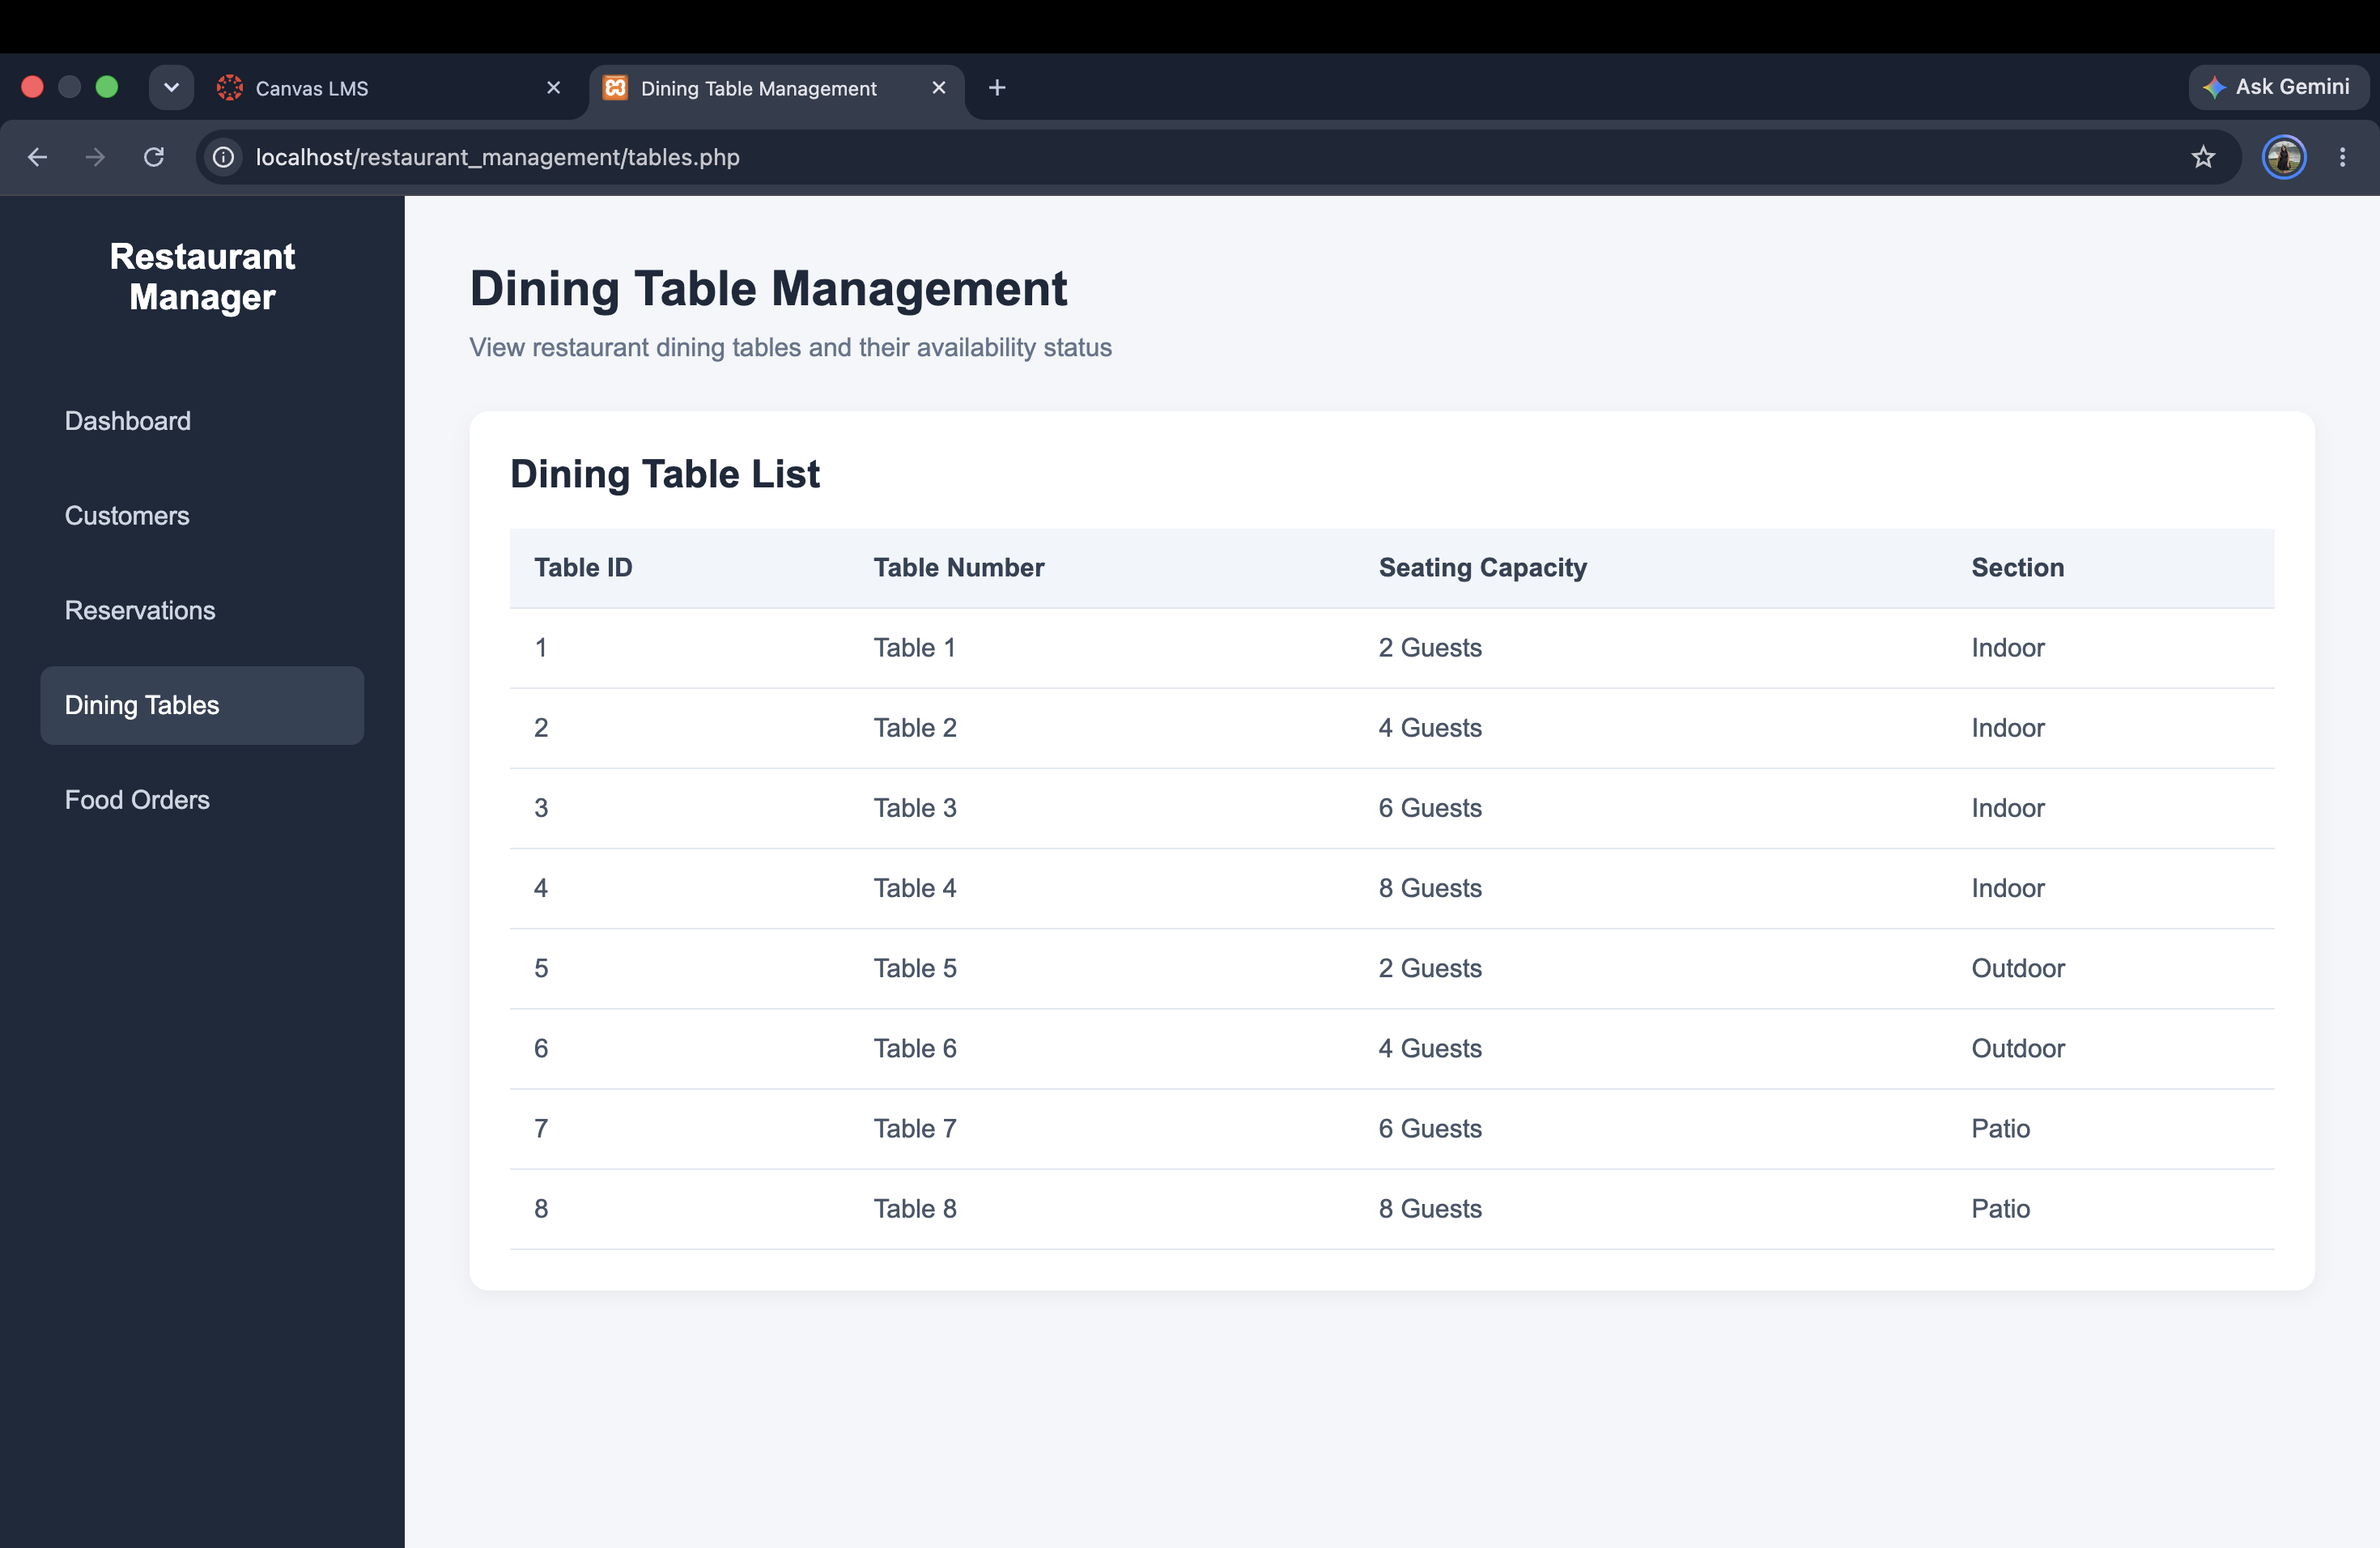 Canvas LMS
Dining Table Management
Ask Gemini
localhost/restaurant_management/tables.php
Restaurant
Manager
Dashboard
Customers
Reservations
Dining Tables
Food Orders
Dining Table Management
View restaurant dining tables and their availability status
Dining Table List
Table ID Table Number Seating Capacity Section
1 Table 1 2 Guests Indoor
2 Table 2 4 Guests Indoor
3 Table 3 6 Guests Indoor
4 Table 4 8 Guests Indoor
5 Table 5 2 Guests Outdoor
6 Table 6 4 Guests Outdoor
7 Table 7 6 Guests Patio
8 Table 8 8 Guests Patio